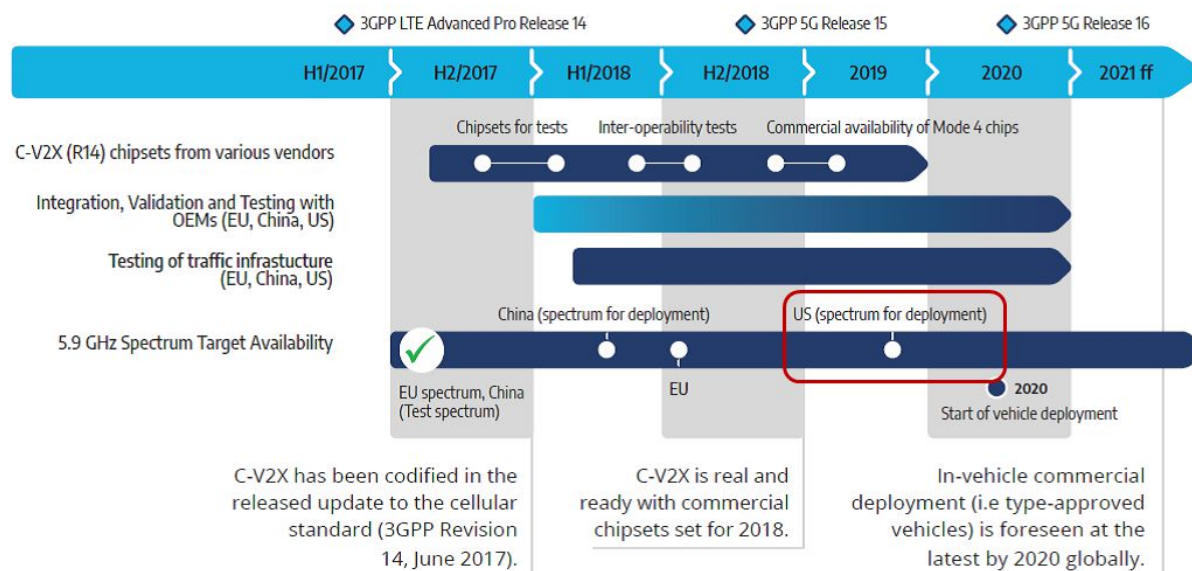 3GPP LTE Advanced Pro Release 14
3GPP 5G Release 15
3GPP 5G Release 16
H1/2017
H2/2017
H1/2018
H2/2018
2019
2020
2021 ff
Chipsets for tests
Inter-operability tests
Commercial availability of Mode 4 chips
C-V2X (R14) chipsets from various vendors
Integration, Validation and Testing with
OEMs (EU, China, US)
Testing of traffic infrastucture
(EU, China, US)
China (spectrum for deployment)
US (spectrum for deployment)
5.9 GHz Spectrum Target Availability
EU spectrum, China
(Test spectrum)
EU
2020
Start of vehicle deployment
C-V2X has been codified in the
released update to the cellular
standard (3GPP Revision
14, June 2017).
C-V2X is real and
ready with commercial
chipsets set for 2018.
In-vehicle commercial
deployment (i.e type-approved
vehicles) is foreseen at the
latest by 2020 globally.